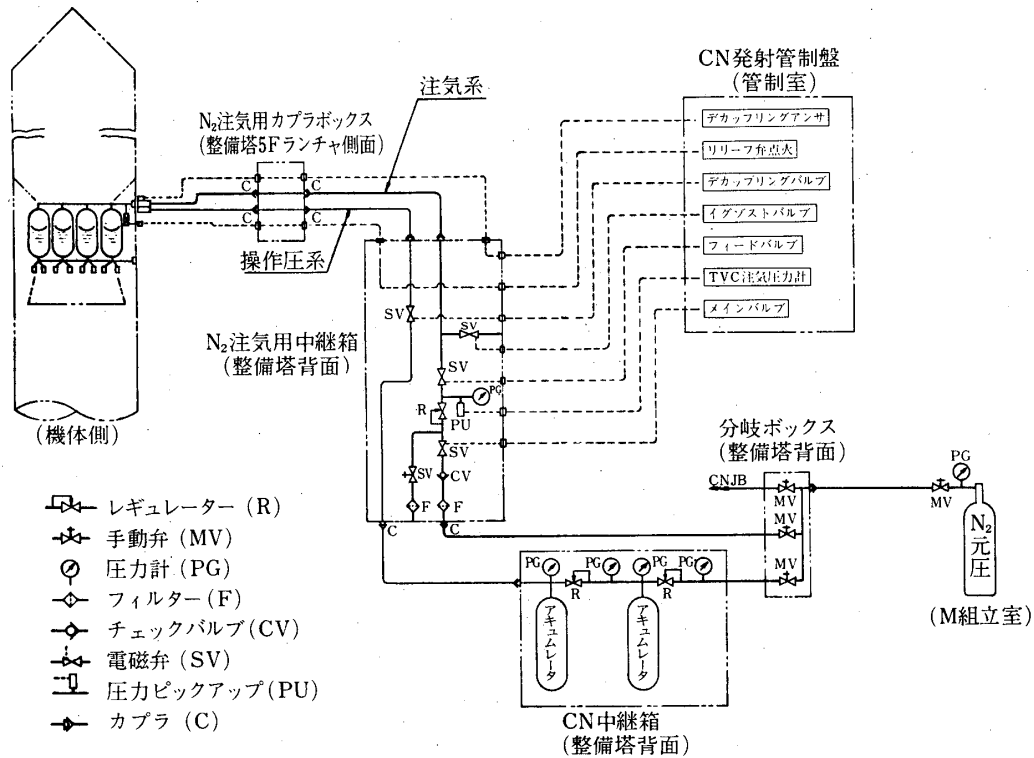 注気系
N₂注気用カプラボックス
(整備塔5Fランチャ側面)
C
C
C
C
操作圧系
CN発射管制盤
(管制室)
デカップリングアンサ
リリーフ弁点火
デカップリングバルブ
イグゾストバルブ
フィードバルブ
TVC注気圧力計
メインバルブ
N₂注気用中継箱
(整備塔背面)
SV
SV
SV
PG
R
PU
SV
SV
CV
F
F
C
C
(機体側)
分岐ボックス
(整備塔背面)
CNJB
MV
MV
MV
MV
PG
N₂元圧
(M組立室)
PG
PG
PG
PG
R
R
アキュムレータ
アキュムレータ
CN中継箱
(整備塔背面)
レギュレーター(R)
手動弁(MV)
圧力計(PG)
フィルター(F)
チェックバルブ(CV)
電磁弁(SV)
圧力ピックアップ(PU)
カプラ(C)